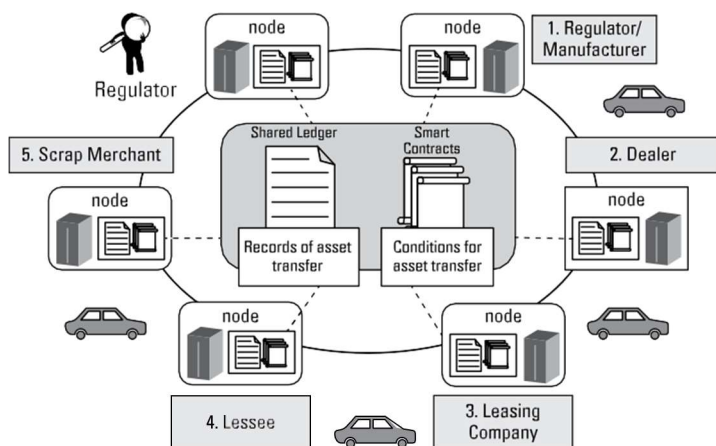 node
node
1. Regulator/
Manufacturer
Regulator
Shared Ledger
Smart
Contracts
5. Scrap Merchant
2. Dealer
node
node
Records of asset
transfer
Conditions for
asset transfer
node
node
4. Lessee
3. Leasing
Company